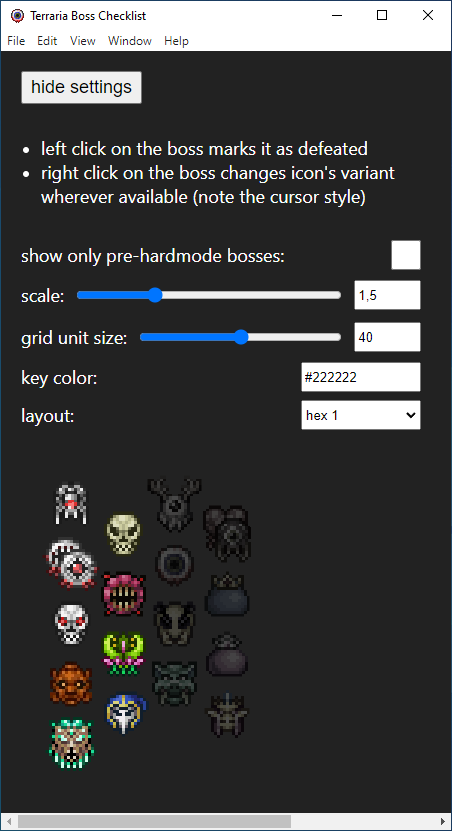 Terraria Boss Checklist
File Edit View Window Help
hide settings
• left click on the boss marks it as defeated
• right click on the boss changes icon's variant
wherever available (note the cursor style)
show only pre-hardmode bosses:
scale: 1,5
grid unit size: 40
key color: #222222
layout: hex 1